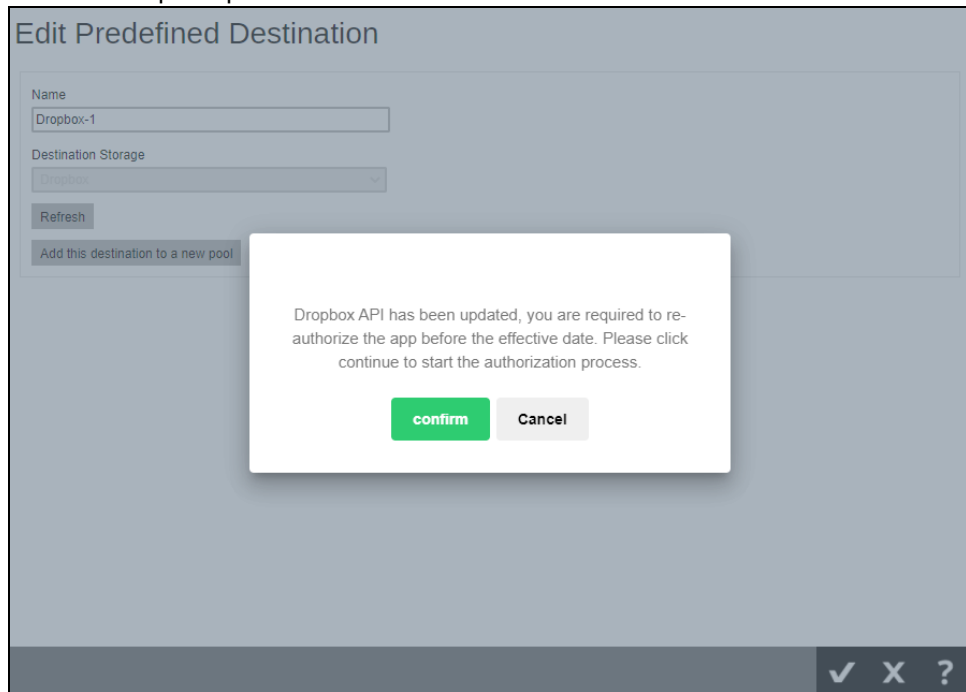 Edit Predefined Destination
Name
Dropbox-1
Destination Storage
Dropbox
Refresh
Add this destination to a new pool
Dropbox API has been updated, you are required to re-
authorize the app before the effective date. Please click
continue to start the authorization process.
confirm Cancel
X ?